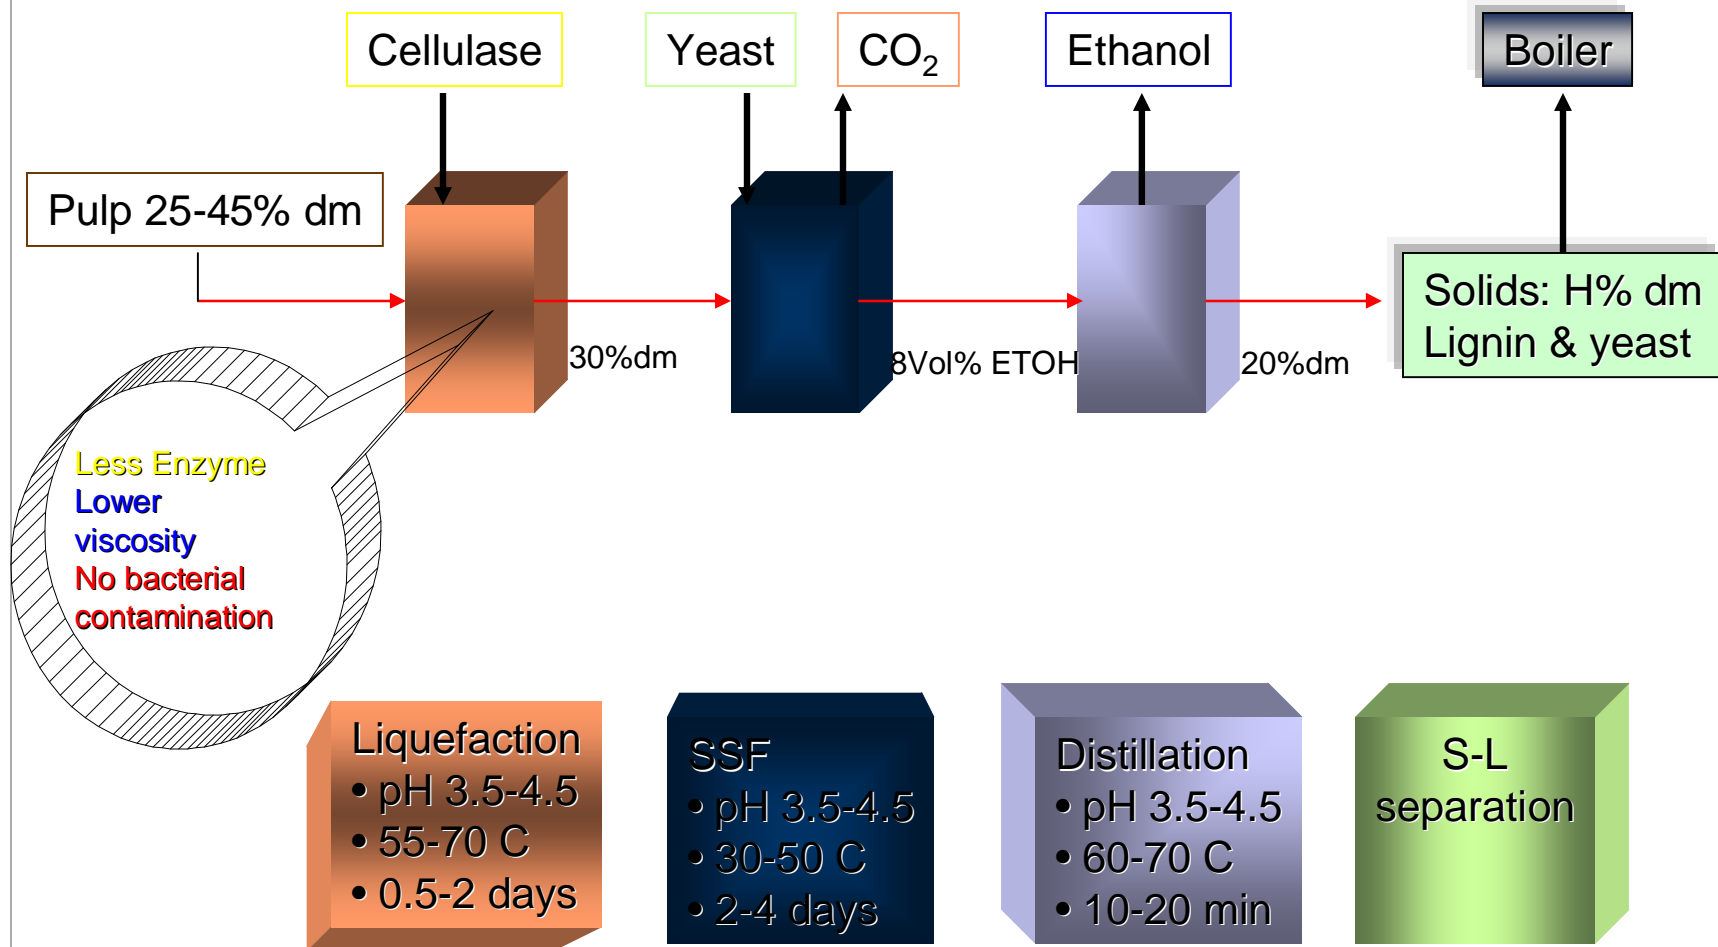 Cellulase
Yeast
CO₂
Ethanol
Boiler
Pulp 25-45% dm
Solids: H% dm
Lignin & yeast
30%dm
8Vol% ETOH
20%dm
Less Enzyme
Lower
viscosity
No bacterial
contamination
Liquefaction
• pH 3.5-4.5
• 55-70 C
• 0.5-2 days
SSF
• pH 3.5-4.5
• 30-50 C
• 2-4 days
Distillation
• pH 3.5-4.5
• 60-70 C
• 10-20 min
S-L
separation